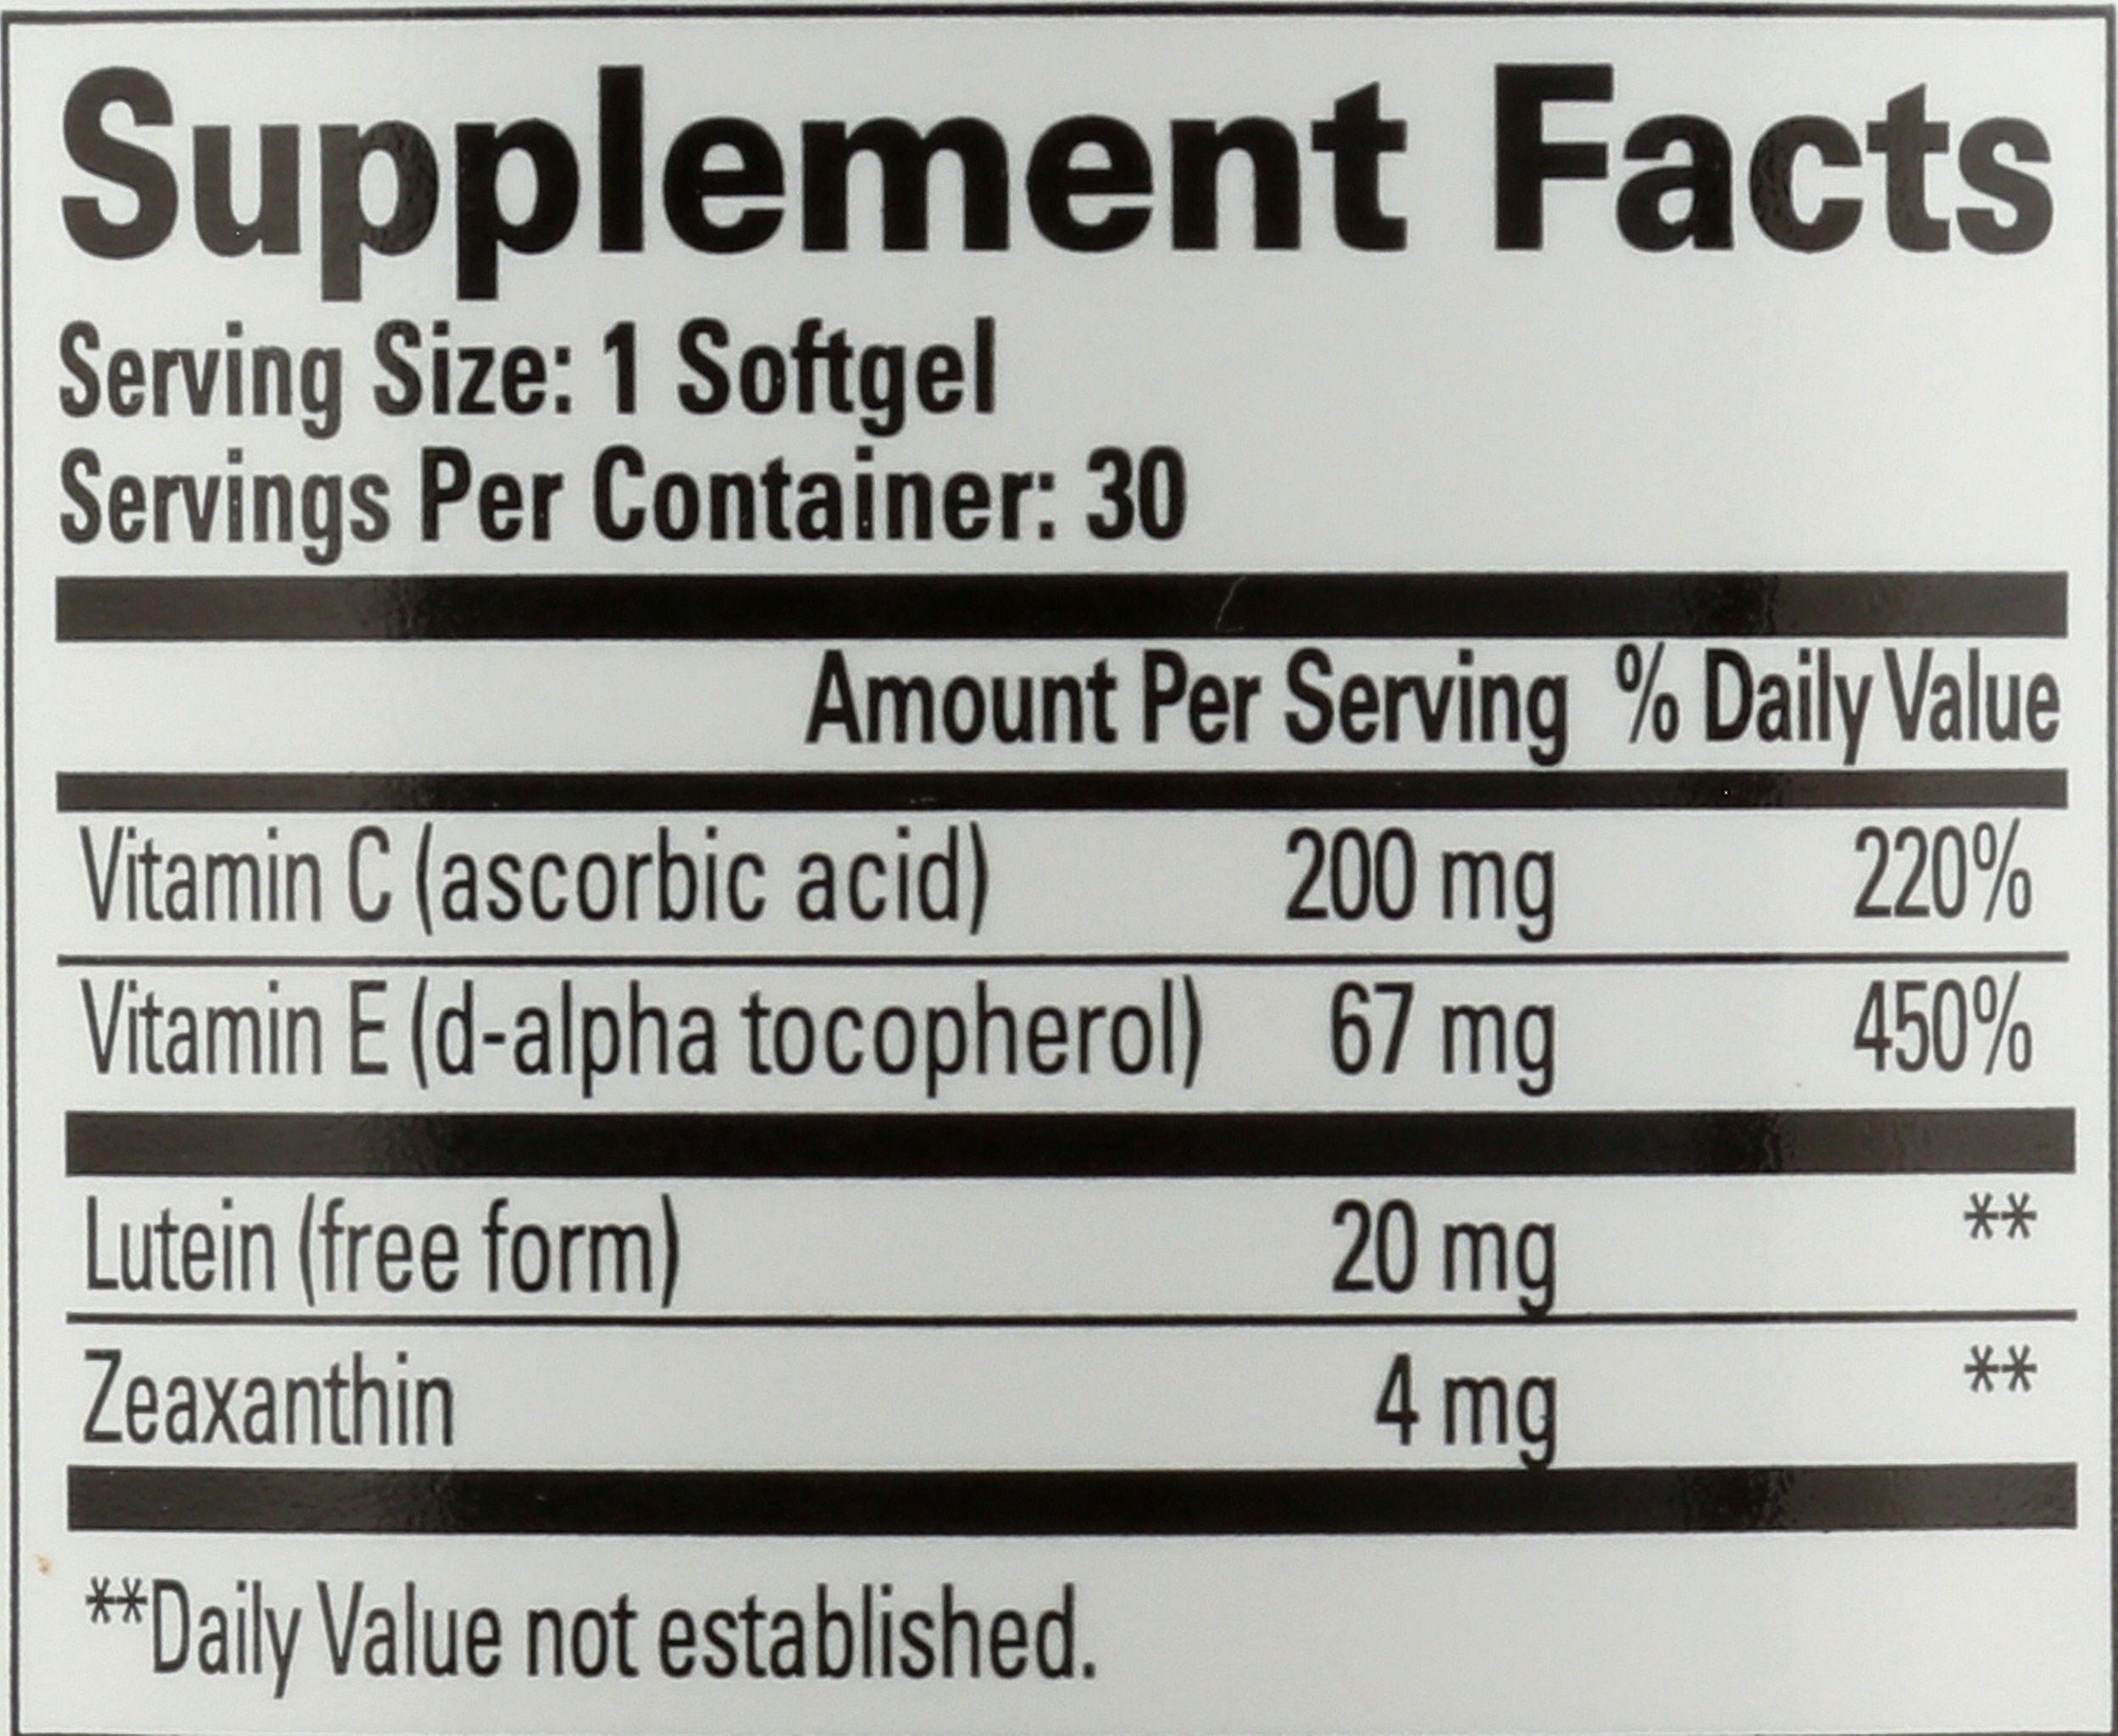 Supplement Facts
Serving Size: 1 Softgel
Servings Per Container: 30
Amount Per Serving % Daily Value
Vitamin C (ascorbic acid) 200 mg 220%
Vitamin E (d-alpha tocopherol) 67 mg 450%
Lutein (free form) 20 mg **
Zeaxanthin 4 mg **
**Daily Value not established.